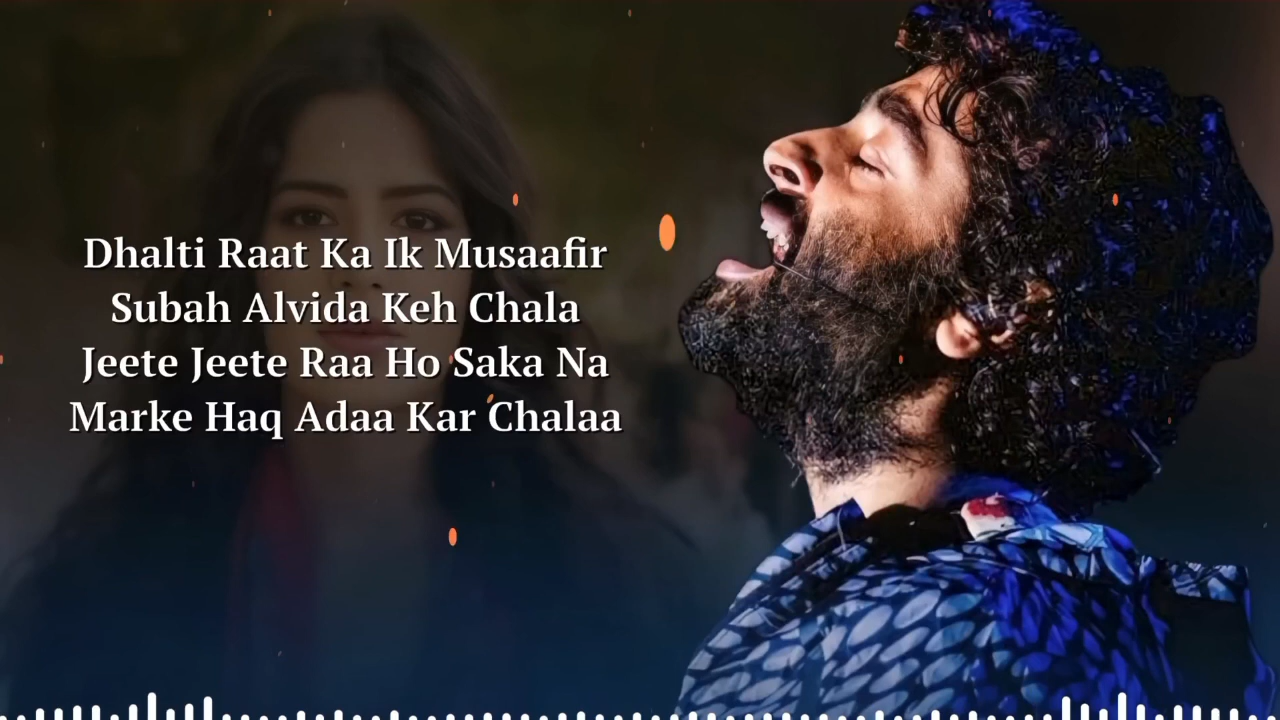 Dhalti Raat Ka Ik Musaafir
Subah Alvida Keh Chala
Jeete Jeete Raa Ho Saka Na
Marke Haq Adaa Kar Chalaa